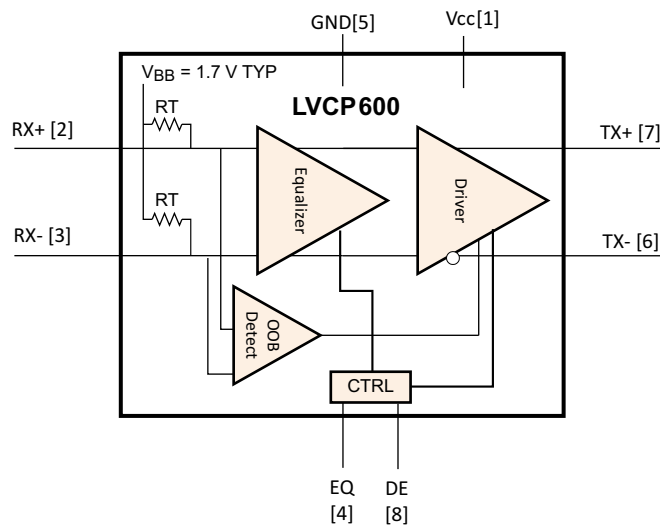 GND[5]
Vcc[1]
VBB = 1.7 V TYP
LVCP600
RT
RX+ [2]
TX+ [7]
Equalizer
Driver
RT
RX- [3]
TX- [6]
OOB
Detect
CTRL
EQ
[4]
DE
[8]